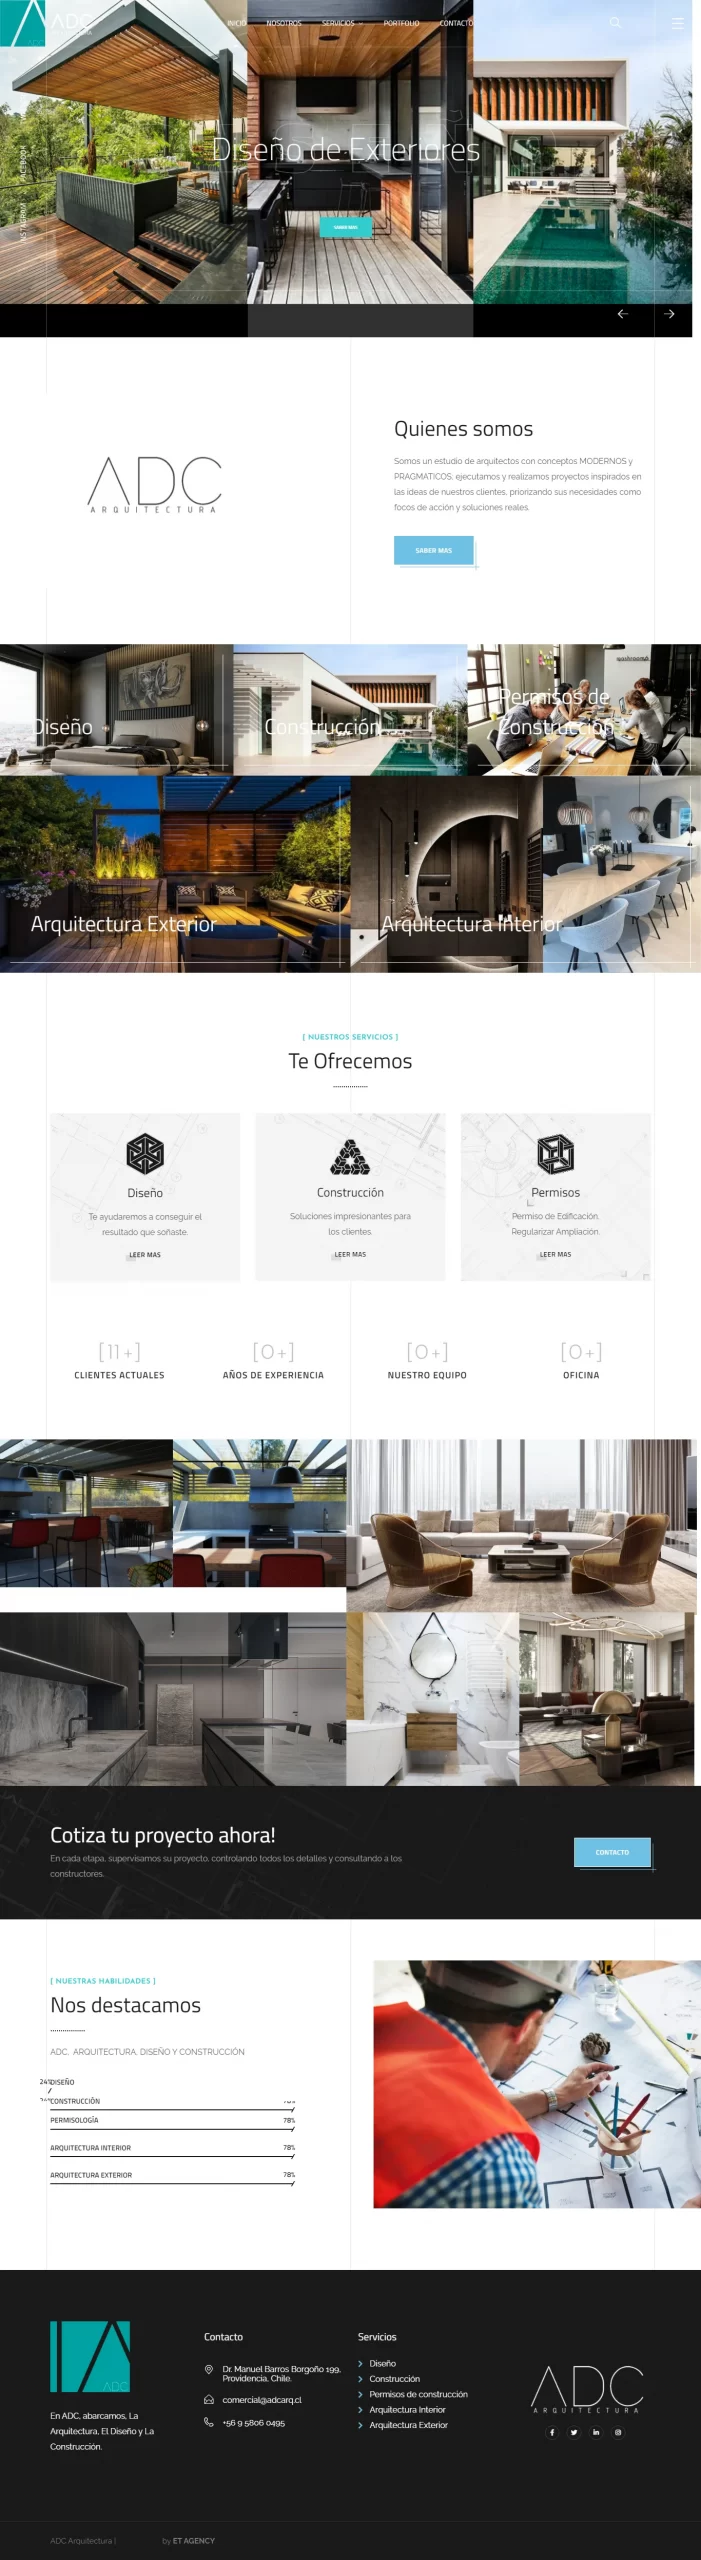 ADC
INICIO
NOSOTROS
SERVICIOS
PORTFOLIO
CONTACTO
FACEBOOK
INSTAGRAM
Diseño de Exteriores
SABER MAS
ADC
ARQUITECTURA
Quienes somos
Somos un estudio de arquitectos con conceptos MODERNOS y
PRAGMATICOS; ejecutamos y realizamos proyectos inspirados en
las ideas de nuestros clientes, priorizando sus necesidades como
focos de acción y soluciones reales.
SABER MAS
Diseño
Construcción
Permisos de
Construcción
Arquitectura Exterior
Arquitectura Interior
[ NUESTROS SERVICIOS ]
Te Ofrecemos
Diseño
Te ayudaremos a conseguir el
resultado que soñaste.
LEER MAS
Construcción
Soluciones impresionantes para
los clientes.
LEER MAS
Permisos
Permiso de Edificación.
Regularizar Ampliación.
LEER MAS
[11+]
CLIENTES ACTUALES
[0+]
AÑOS DE EXPERIENCIA
[0+]
NUESTRO EQUIPO
[0+]
OFICINA
Cotiza tu proyecto ahora!
En cada etapa, supervisamos su proyecto, controlando todos los detalles y consultando a los
constructores.
CONTACTO
[ NUESTRAS HABILIDADES ]
Nos destacamos
ADC, ARQUITECTURA, DISEÑO Y CONSTRUCCIÓN
24%
DISEÑO
CONSTRUCCIÓN
PERMISOLOGÍA 78%
ARQUITECTURA INTERIOR 78%
ARQUITECTURA EXTERIOR 78%
ADC
En ADC, abarcamos, La
Arquitectura, El Diseño y La
Construcción.
Contacto
Dr. Manuel Barros Borgoño 199,
Providencia, Chile.
comercial@adcarq.cl
+56 9 5806 0495
Servicios
Diseño
Construcción
Permisos de construcción
Arquitectura Interior
Arquitectura Exterior
ADC
ARQUITECTURA
ADC Arquitectura |
by ET AGENCY